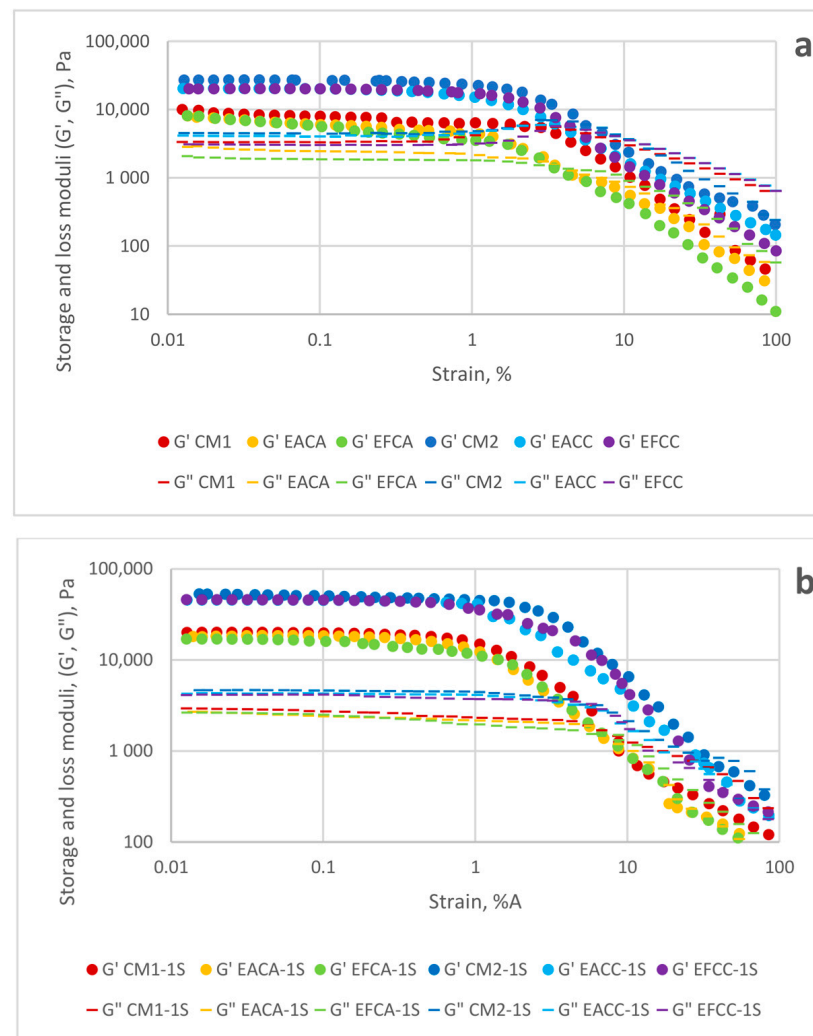 a
100,000
10,000
1 000
100
10
Storage and loss moduli (G', G"), Pa
0.01 0.1 1 10 100
Strain, %
G' CM1 G' EACA G' EFCA G' CM2 G' EACC G' EFCC
G" CM1 G" EACA G" EFCA G" CM2 G" EACC G" EFCC
b
100,000
10,000
1 000
100
Storage and loss moduli, (G', G"), Pa
0.01 0.1 1 10 100
Strain, %A
G' CM1-1S G' EACA-1S G' EFCA-1S G' CM2-1S G' EACC-1S G' EFCC-1S
G" CM1-1S G" EACA-1S G" EFCA-1S G" CM2-1S G" EACC-1S G" EFCC-1S